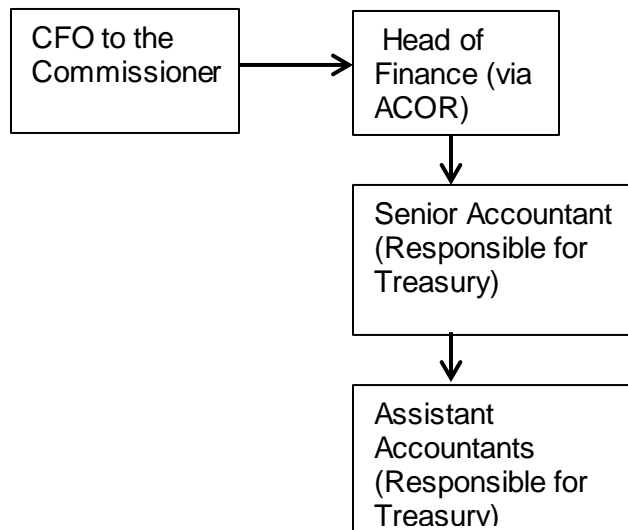 CFO to the
Commissioner
Head of
Finance (via
ACOR)
Senior Accountant
(Responsible for
Treasury)
Assistant
Accountants
(Responsible for
Treasury)